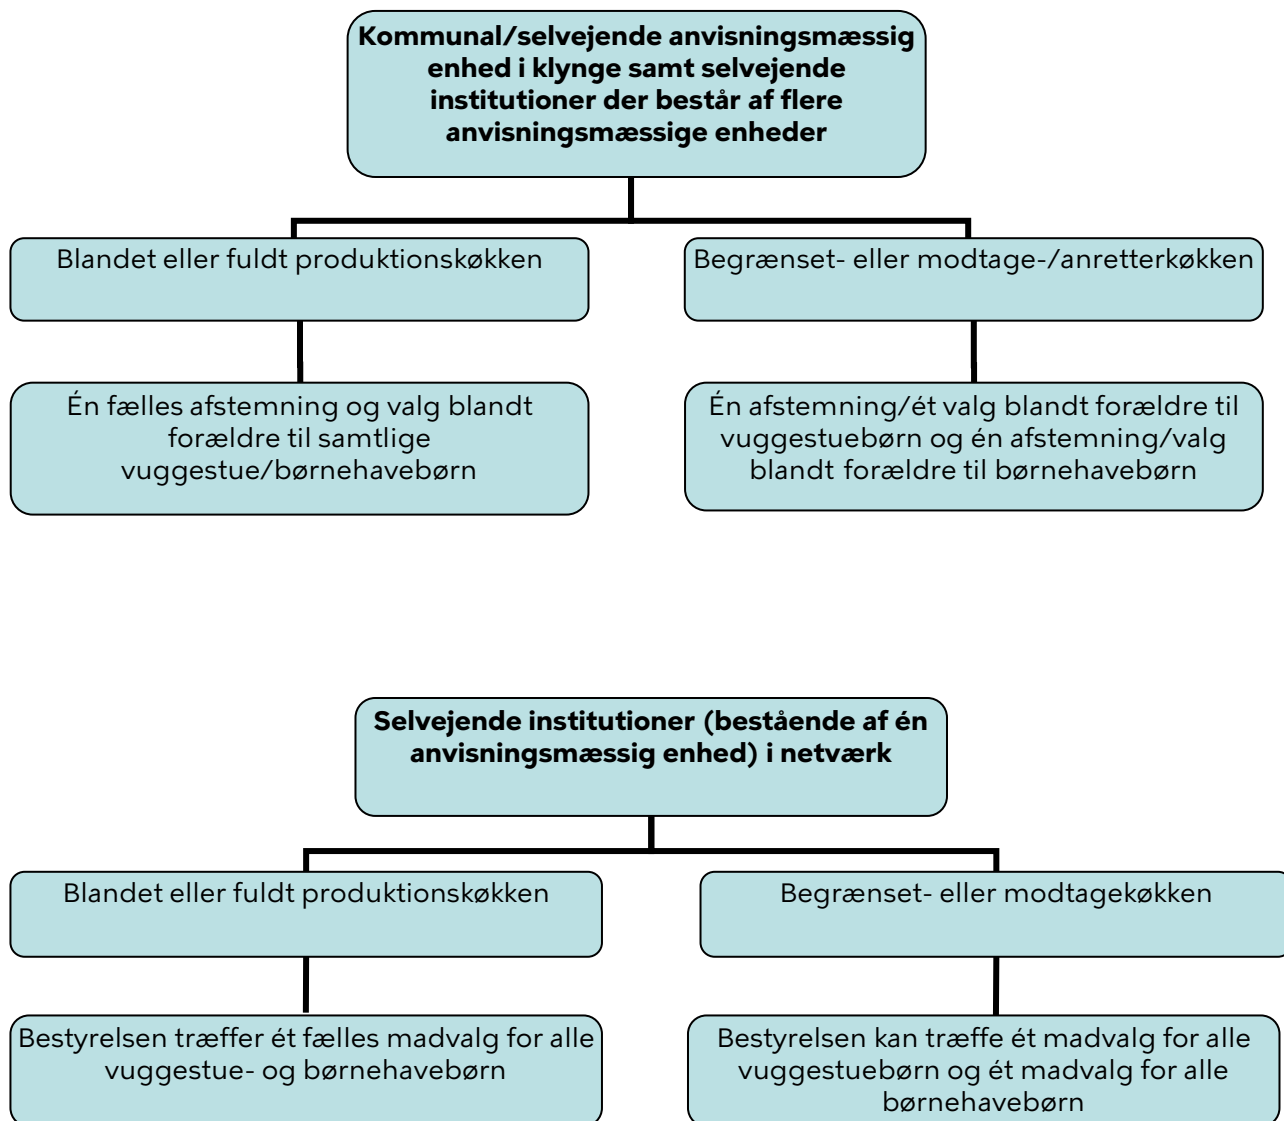 Kommunal/selvejende anvisningsmæssig
enhed i klynge samt selvejende
institutioner der består af flere
anvisningsmæssige enheder
Blandet eller fuldt produktionskøkken
Begrænset- eller modtage-/anretterkøkken
Én fælles afstemning og valg blandt
forældre til samtlige
vuggestue/børnehavebørn
Én afstemning/ét valg blandt forældre til
vuggestuebørn og én afstemning/valg
blandt forældre til børnehavebørn
Selvejende institutioner (bestående af én
anvisningsmæssig enhed) i netværk
Blandet eller fuldt produktionskøkken
Begrænset- eller modtagekøkken
Bestyrelsen træffer ét fælles madvalg for alle
vuggestue- og børnehavebørn
Bestyrelsen kan træffe ét madvalg for alle
vuggestuebørn og ét madvalg for alle
børnehavebørn